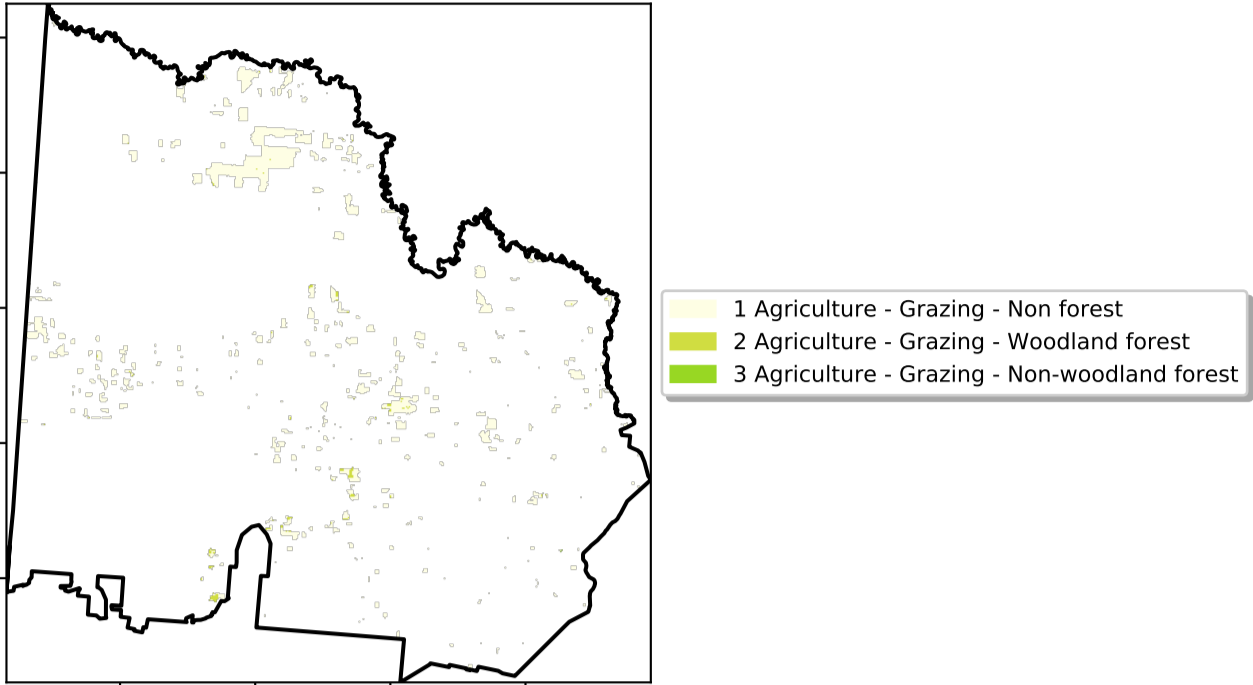 1 Agriculture - Grazing - Non forest
2 Agriculture - Grazing - Woodland forest
3 Agriculture - Grazing - Non-woodland forest